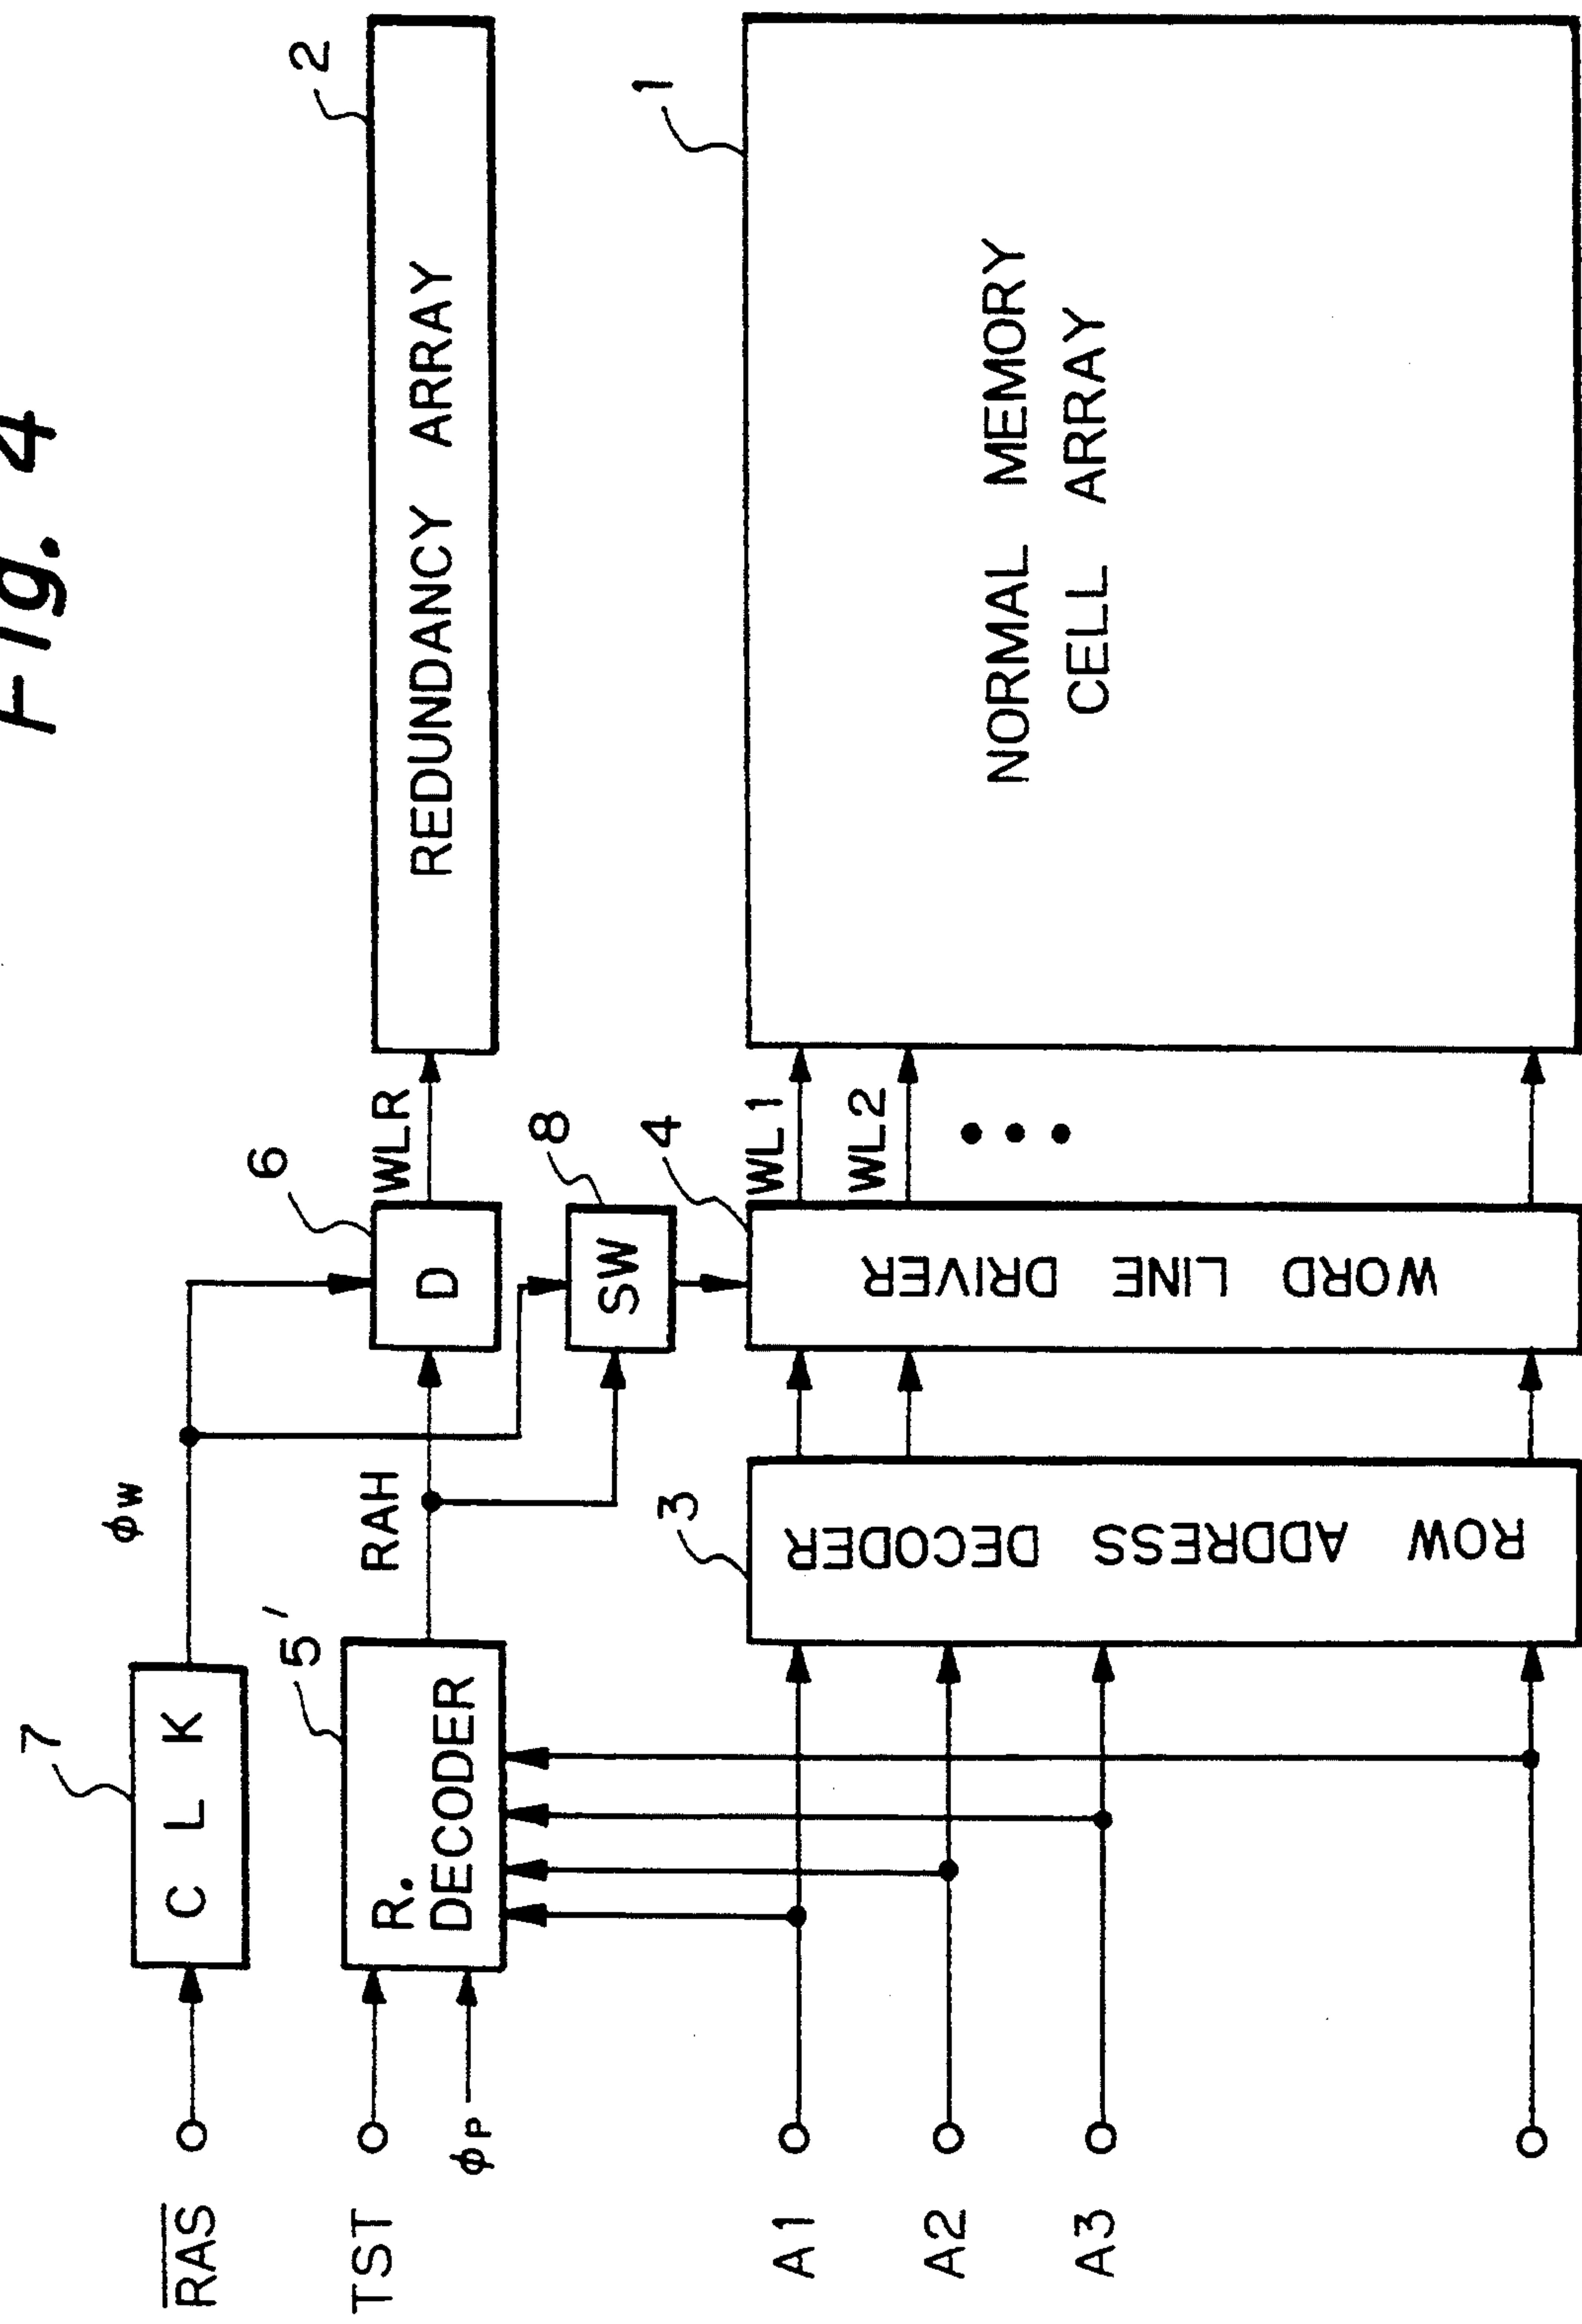 Fig. 4
RAS
7
C L K
φW
TST
φP
5'
R.
DECODER
RAH
6
D
WLR
2
REDUNDANCY ARRAY
8
SW
A1
A2
A3
3
ROW ADDRESS DECODER
4
WORD LINE DRIVER
WL1
WL2
1
NORMAL MEMORY
CELL ARRAY